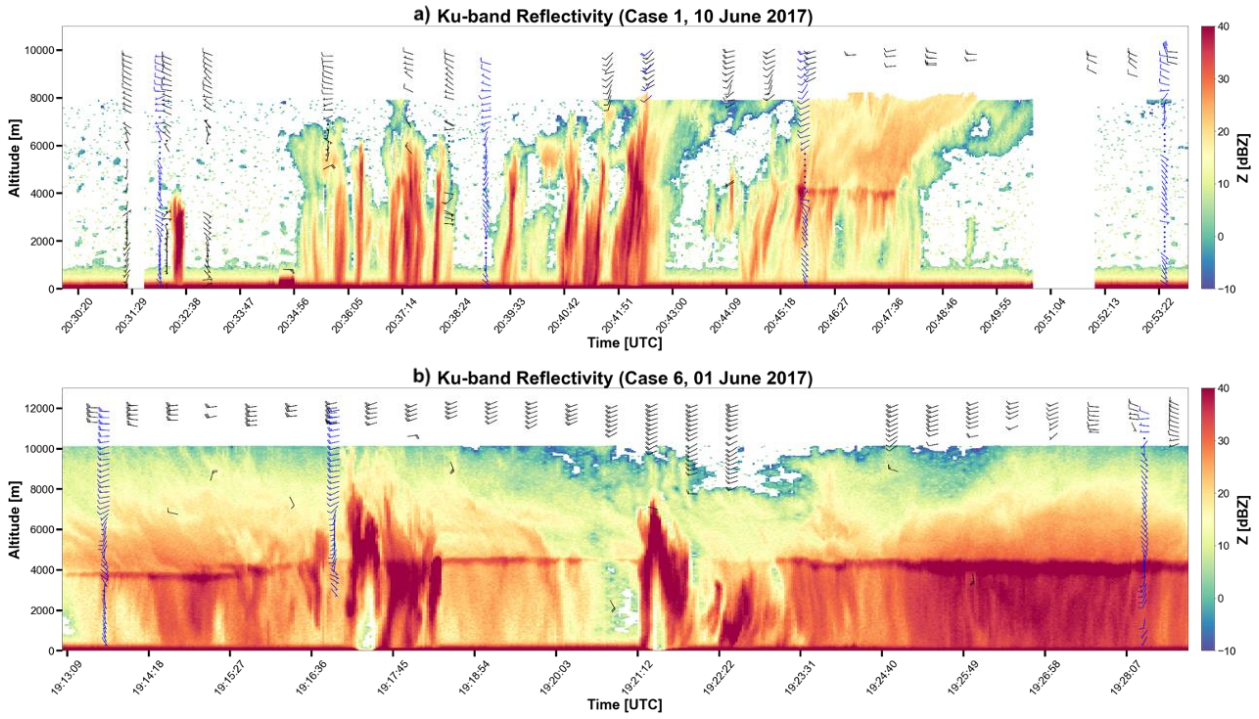 a) Ku-band Reflectivity (Case 1, 10 June 2017)
10000
8000
6000
4000
2000
0
Altitude [m]
20:30:20 20:31:29 20:32:38 20:33:47 20:34:56 20:36:05 20:37:14 20:38:24 20:39:33 20:40:42 20:41:51 20:43:00 20:44:09 20:45:18 20:46:27 20:47:36 20:48:46 20:49:55 20:51:04 20:52:13 20:53:22
Time [UTC]
40
30
20
10
0
−10
Z [dBZ]
b) Ku-band Reflectivity (Case 6, 01 June 2017)
12000
10000
8000
6000
4000
2000
0
Altitude [m]
19:13:09 19:14:18 19:15:27 19:16:36 19:17:45 19:18:54 19:20:03 19:21:12 19:22:22 19:23:31 19:24:40 19:25:49 19:26:58 19:28:07
Time [UTC]
40
30
20
10
0
−10
Z [dBZ]